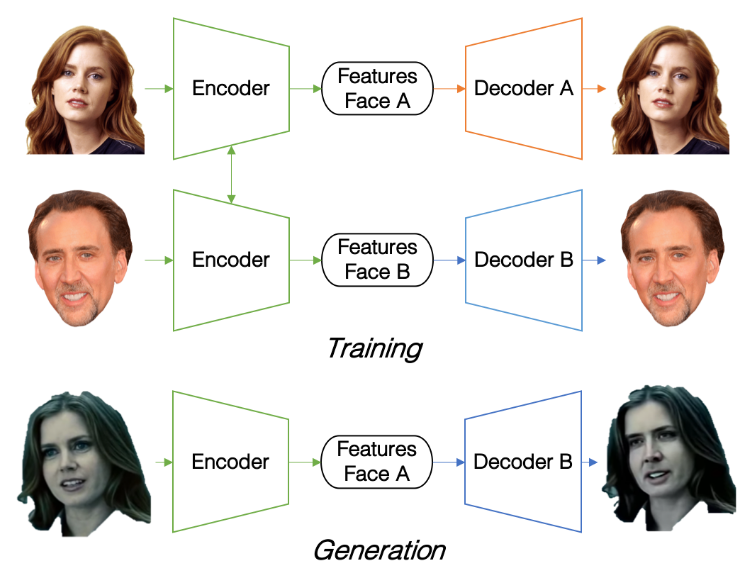 Encoder
Features
Face A
Decoder A
Encoder
Features
Face B
Decoder B
Training
Encoder
Features
Face A
Decoder B
Generation